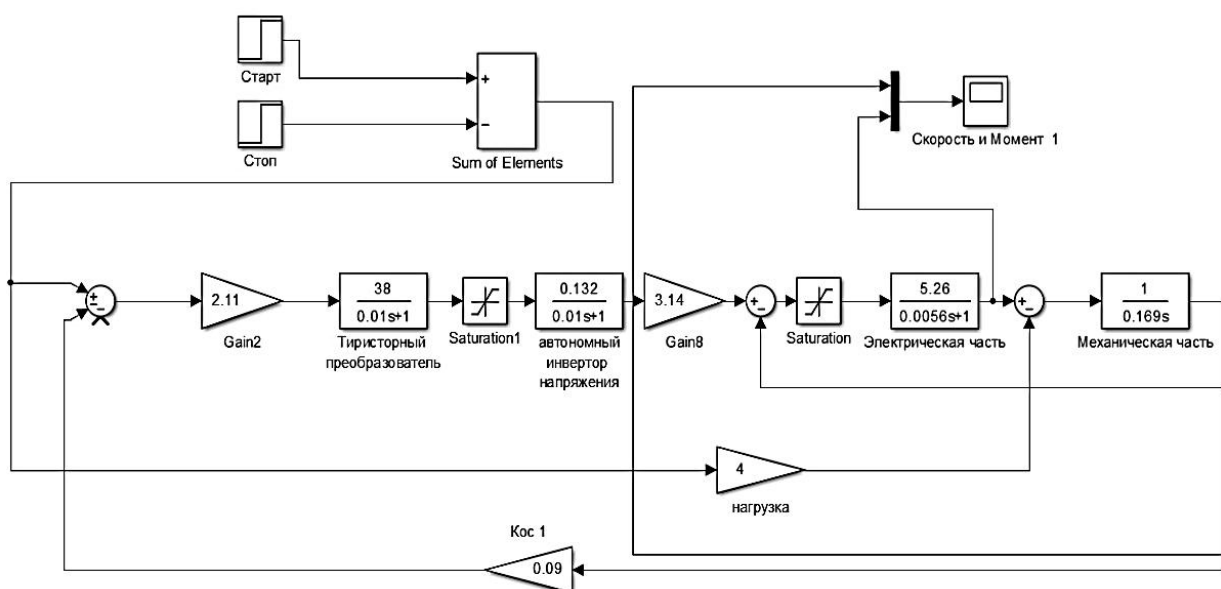 Старт
+
−
Стоп
Sum of Elements
Скорость и Момент 1
+
−
−
2.11
Gain2
38
0.01s+1
Тиристорный
преобразователь
Saturation1
0.132
0.01s+1
автономный
инвертор
напряжения
3.14
Gain8
+
−
Saturation
5.26
0.0056s+1
Электрическая часть
+
−
1
0.169s
Механическая часть
4
нагрузка
Кос 1
0.09